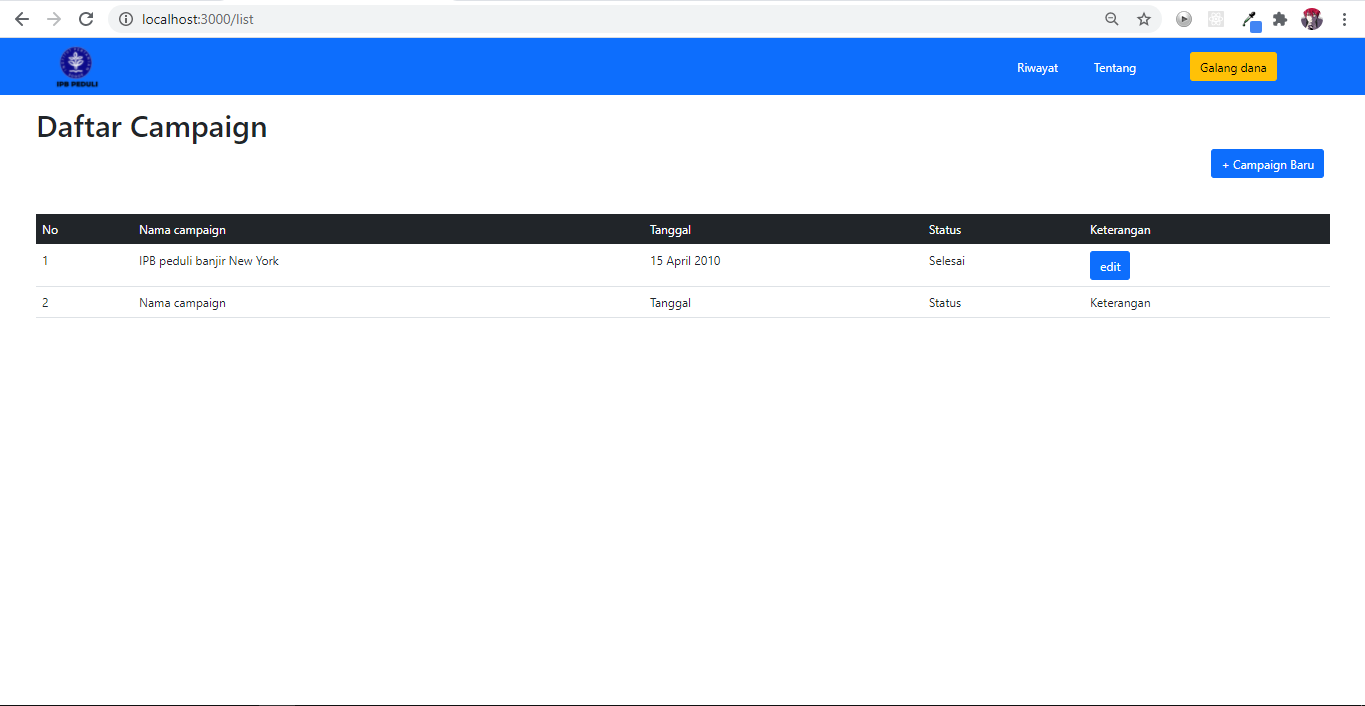 localhost:3000/list
IPB PEDULI
Riwayat Tentang Galang dana
Daftar Campaign
+ Campaign Baru
No Nama campaign Tanggal Status Keterangan
1 IPB peduli banjir New York 15 April 2010 Selesai edit
2 Nama campaign Tanggal Status Keterangan